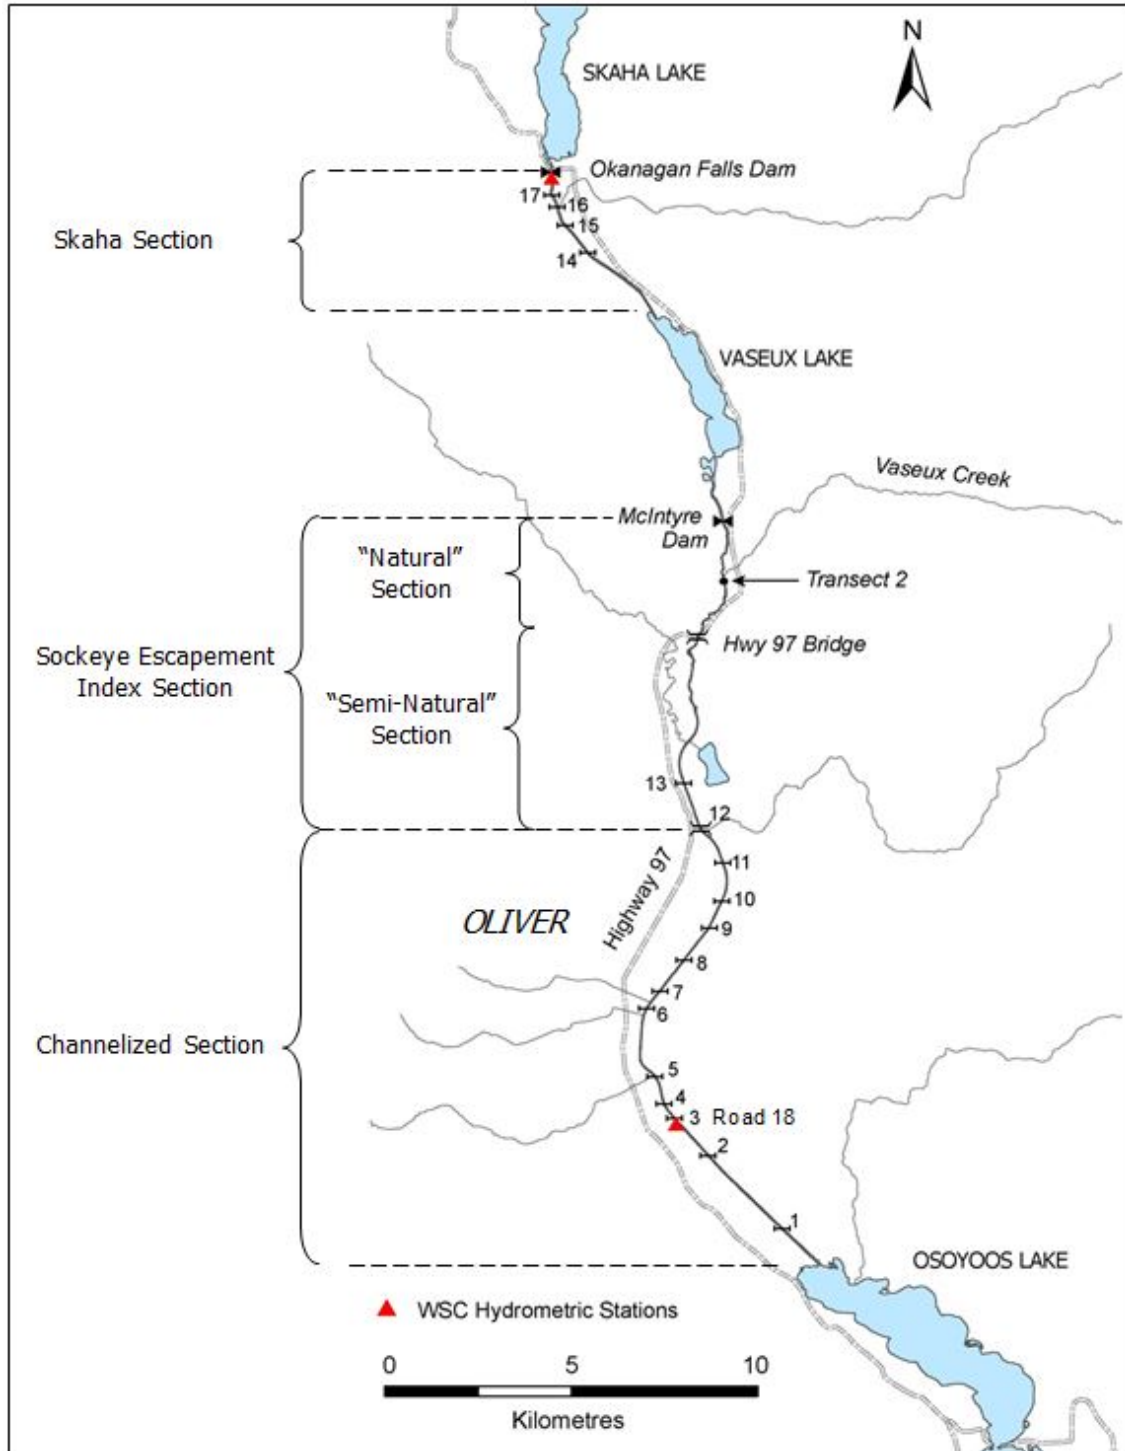 N
SKAHA LAKE
Okanagan Falls Dam
17
16
15
14
Skaha Section
VASEUX LAKE
Vaseux Creek
McIntyre
Dam
"Natural"
Section
Transect 2
Hwy 97 Bridge
Sockeye Escapement
Index Section
"Semi-Natural"
Section
13
12
11
Highway 97
10
OLIVER
9
8
7
6
Channelized Section
5
4
3 Road 18
2
1
OSOYOOS LAKE
WSC Hydrometric Stations
0 5 10
Kilometres